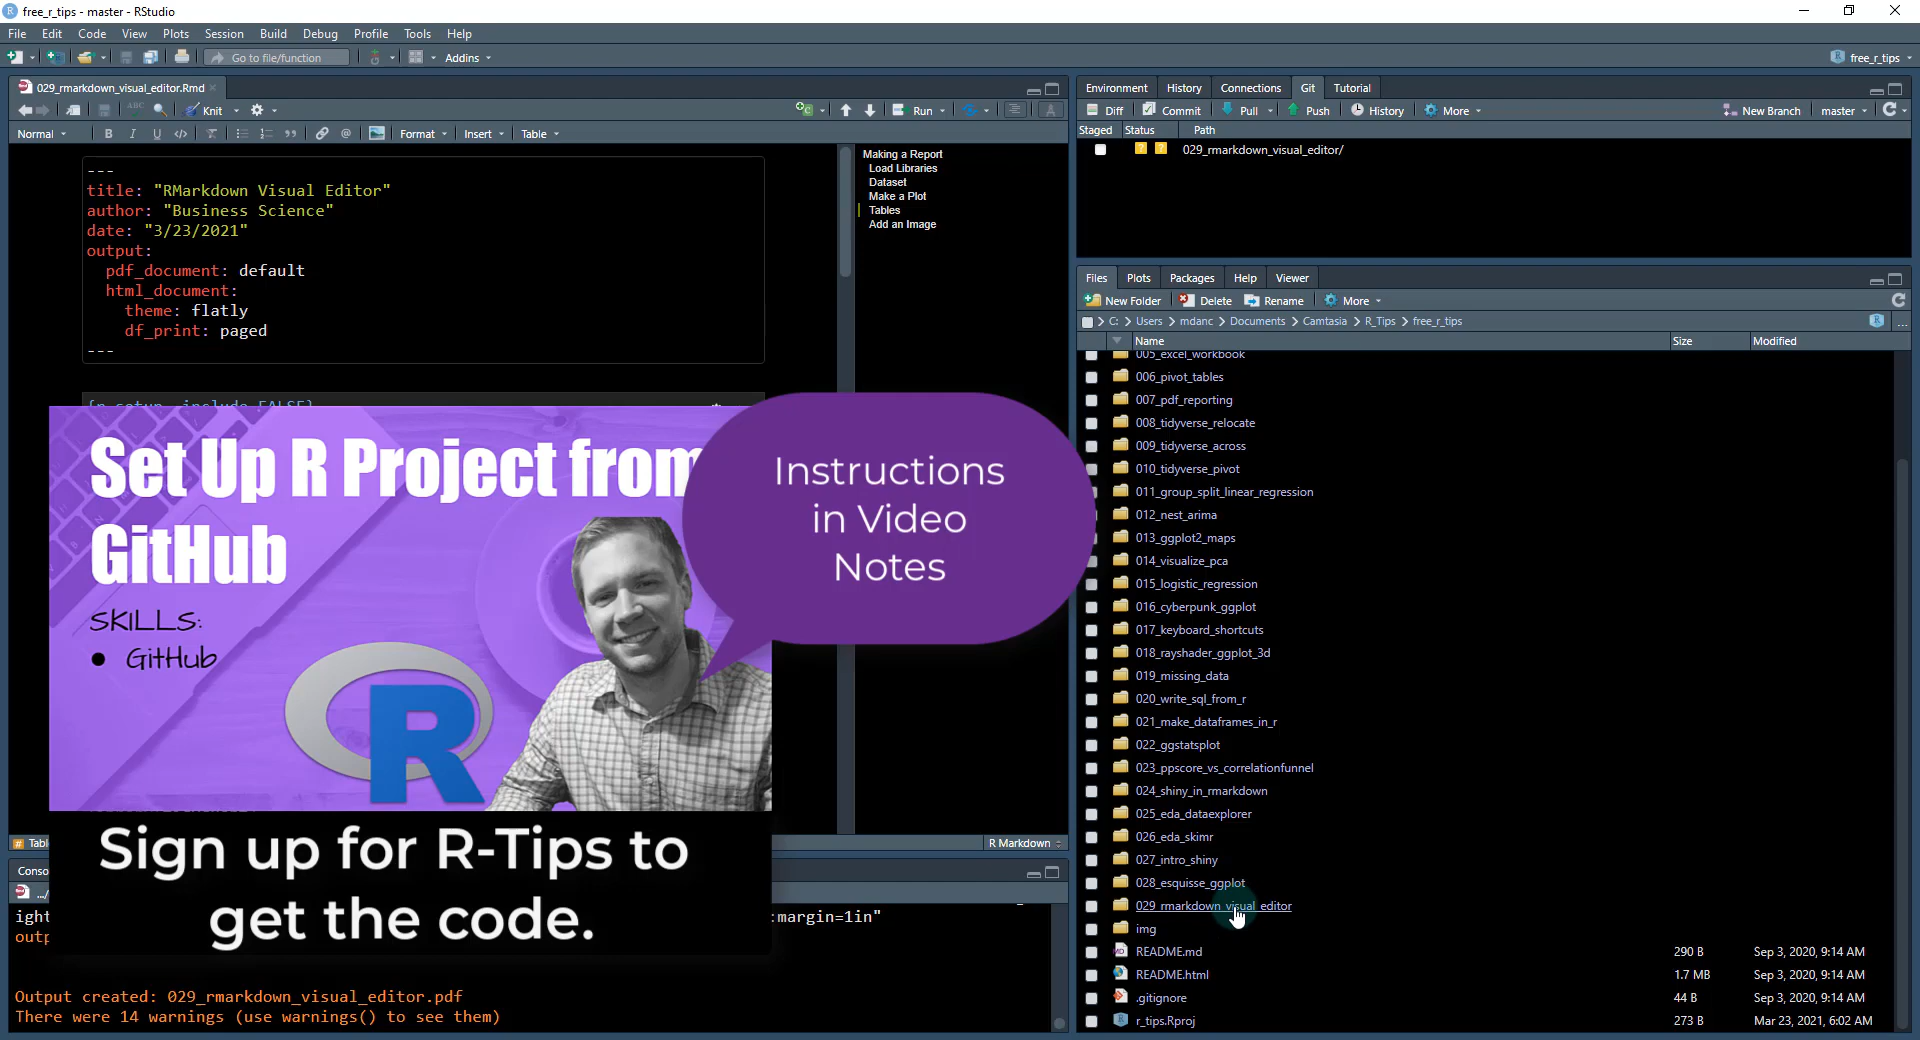 free_r_tips - master - RStudio
File Edit Code View Plots Session Build Debug Profile Tools Help
Go to file/function Addins free_r_tips
029_rmarkdown_visual_editor.Rmd
ABC Knit Run
Normal B I U </> Format Insert Table
---
title: "RMarkdown Visual Editor"
author: "Business Science"
date: "3/23/2021"
output:
pdf_document: default
html_document:
theme: flatly
df_print: paged
---
{r setup, include=FALSE}
Making a Report
Load Libraries
Dataset
Make a Plot
Tables
Add an Image
Set Up R Project from
GitHub
SKILLS:
● GitHub
R
Instructions
in Video
Notes
Sign up for R-Tips to
get the code.
# Tabl
R Markdown
Conso
.../
ight :margin=1in"
outp
Output created: 029_rmarkdown_visual_editor.pdf
There were 14 warnings (use warnings() to see them)
Environment History Connections Git Tutorial
Diff Commit Pull Push History More New Branch master
Staged Status Path
? ? 029_rmarkdown_visual_editor/
Files Plots Packages Help Viewer
New Folder Delete Rename More
> C: > Users > mdanc > Documents > Camtasia > R_Tips > free_r_tips ...
Name Size Modified
005_excel_workbook
006_pivot_tables
007_pdf_reporting
008_tidyverse_relocate
009_tidyverse_across
010_tidyverse_pivot
011_group_split_linear_regression
012_nest_arima
013_ggplot2_maps
014_visualize_pca
015_logistic_regression
016_cyberpunk_ggplot
017_keyboard_shortcuts
018_rayshader_ggplot_3d
019_missing_data
020_write_sql_from_r
021_make_dataframes_in_r
022_ggstatsplot
023_ppscore_vs_correlationfunnel
024_shiny_in_rmarkdown
025_eda_dataexplorer
026_eda_skimr
027_intro_shiny
028_esquisse_ggplot
029_rmarkdown_visual_editor
img
README.md 290 B Sep 3, 2020, 9:14 AM
README.html 1.7 MB Sep 3, 2020, 9:14 AM
.gitignore 44 B Sep 3, 2020, 9:14 AM
r_tips.Rproj 273 B Mar 23, 2021, 6:02 AM